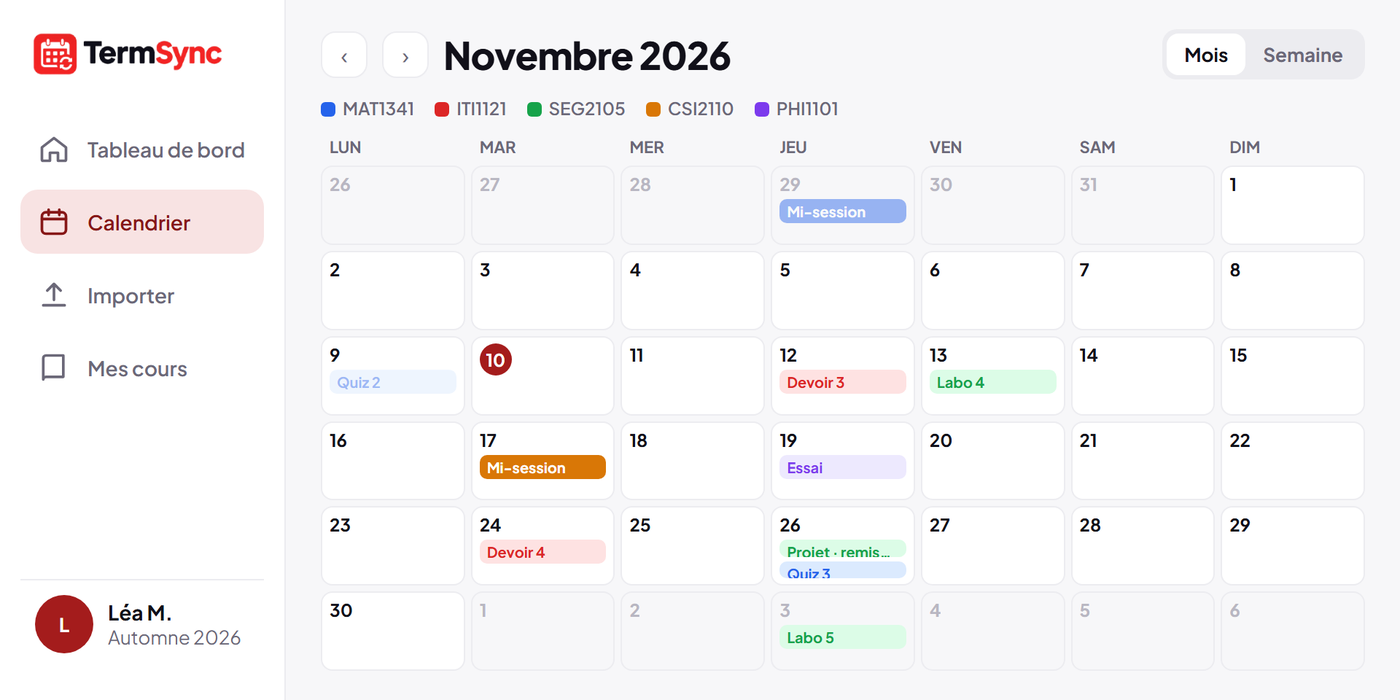 TermSync
‹ › Novembre 2026
Mois Semaine
MAT1341 ITI1121 SEG2105 CSI2110 PHI1101
Tableau de bord
Calendrier
Importer
Mes cours
LUN MAR MER JEU VEN SAM DIM
26 27 28 29 30 31 1
Mi-session
2 3 4 5 6 7 8
9 10 11 12 13 14 15
Quiz 2 Devoir 3 Labo 4
16 17 18 19 20 21 22
Mi-session Essai
23 24 25 26 27 28 29
Devoir 4 Projet · remis…
Quiz 3
30 1 2 3 4 5 6
Labo 5
L
Léa M.
Automne 2026